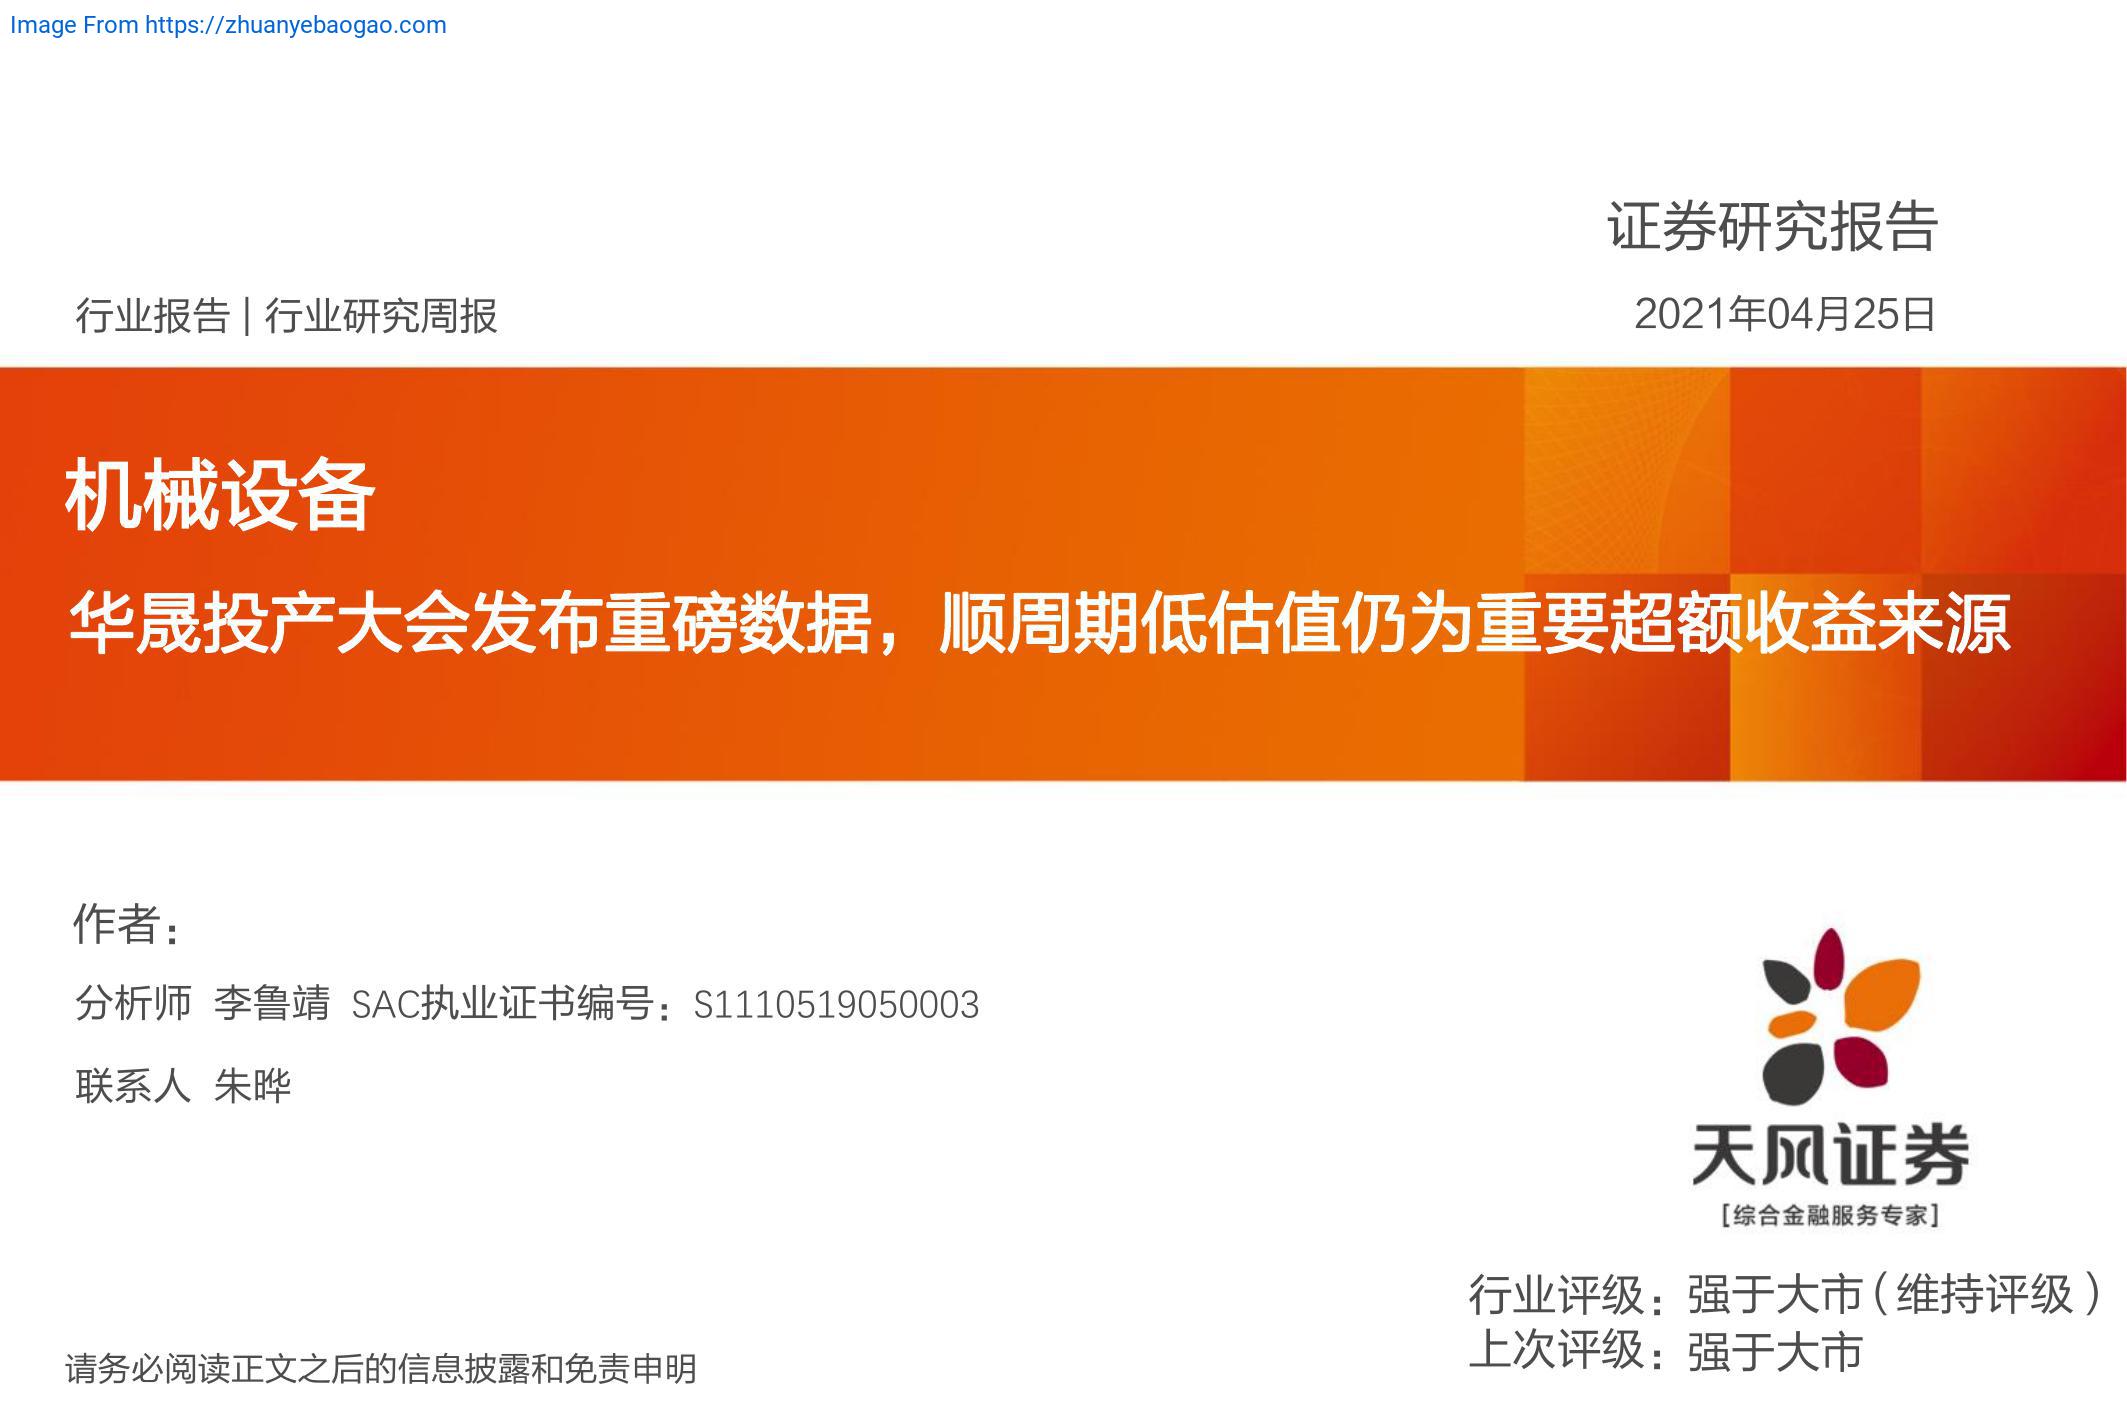 Image From https://zhuanyebaogao.com
证券研究报告
行业报告 | 行业研究周报
2021年04月25日
机械设备
华晟投产大会发布重磅数据，顺周期低估值仍为重要超额收益来源
作者：
分析师 李鲁靖 SAC执业证书编号：S1110519050003
联系人 朱晔
天风证券
[综合金融服务专家]
行业评级：强于大市（维持评级）
上次评级：强于大市
请务必阅读正文之后的信息披露和免责申明